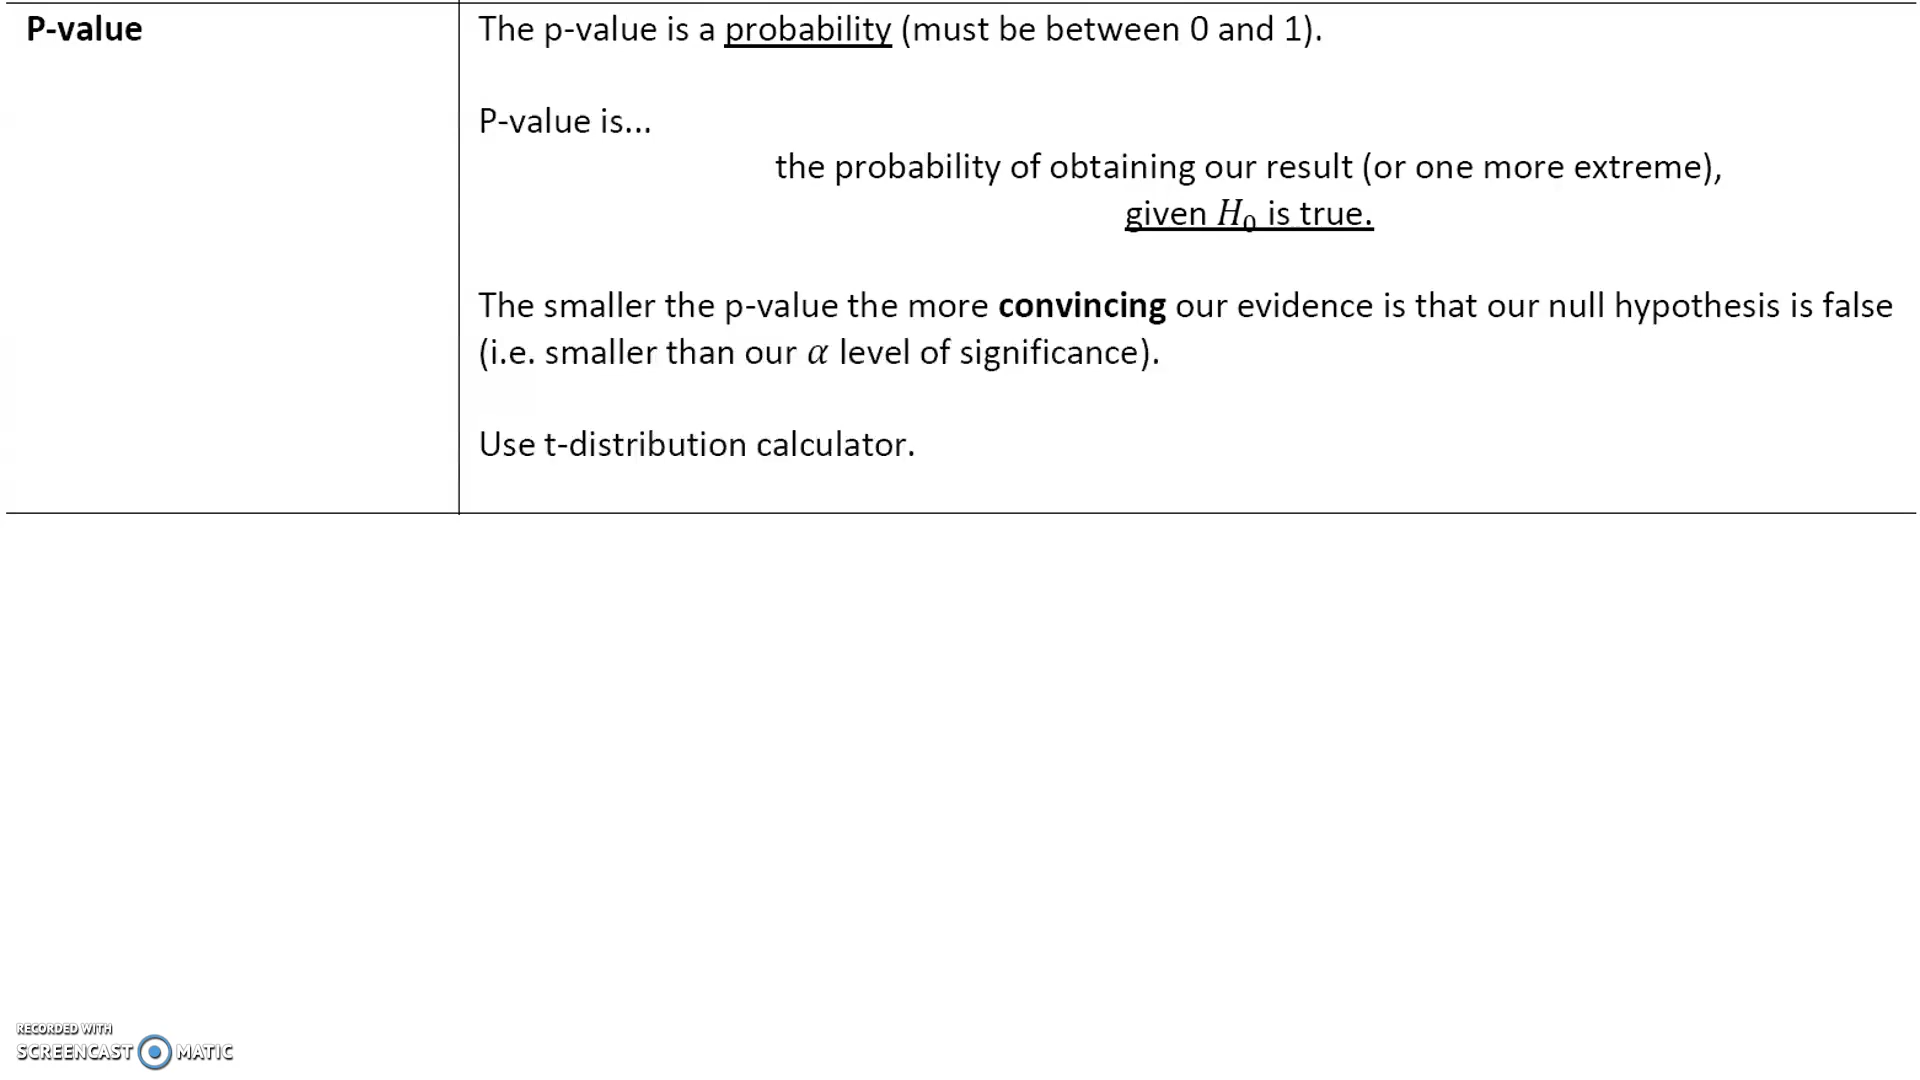 P-value
The p-value is a probability (must be between 0 and 1).
P-value is...
the probability of obtaining our result (or one more extreme),
given H₀ is true.
The smaller the p-value the more convincing our evidence is that our null hypothesis is false
(i.e. smaller than our α level of significance).
Use t-distribution calculator.
RECORDED WITH
SCREENCAST MATIC